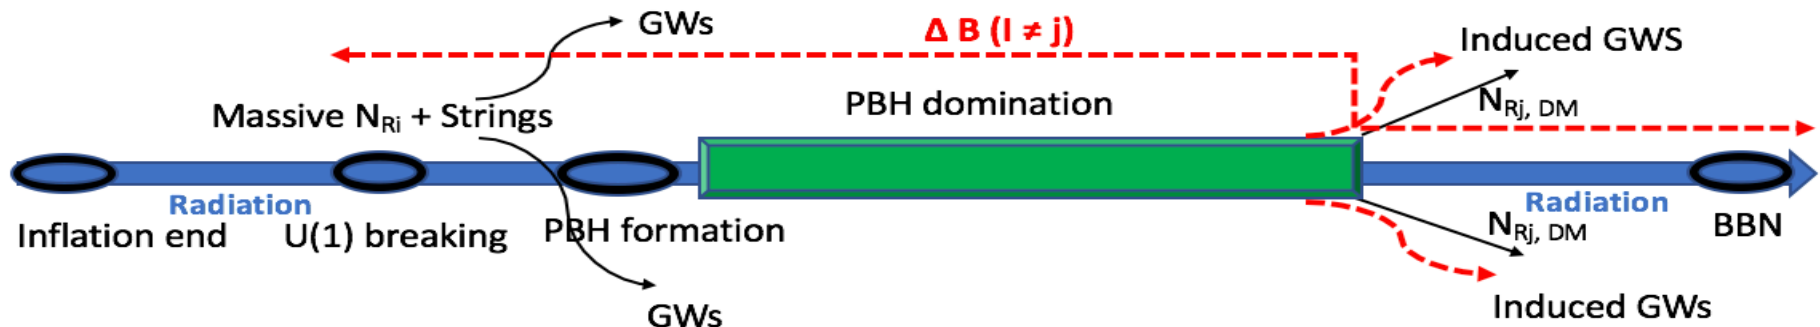 GWs
Δ B (I ≠ j)
Induced GWS
Massive N_Ri + Strings
PBH domination
N_Rj, DM
Radiation
Radiation
Inflation end
U(1) breaking
PBH formation
N_Rj, DM
BBN
GWs
Induced GWs